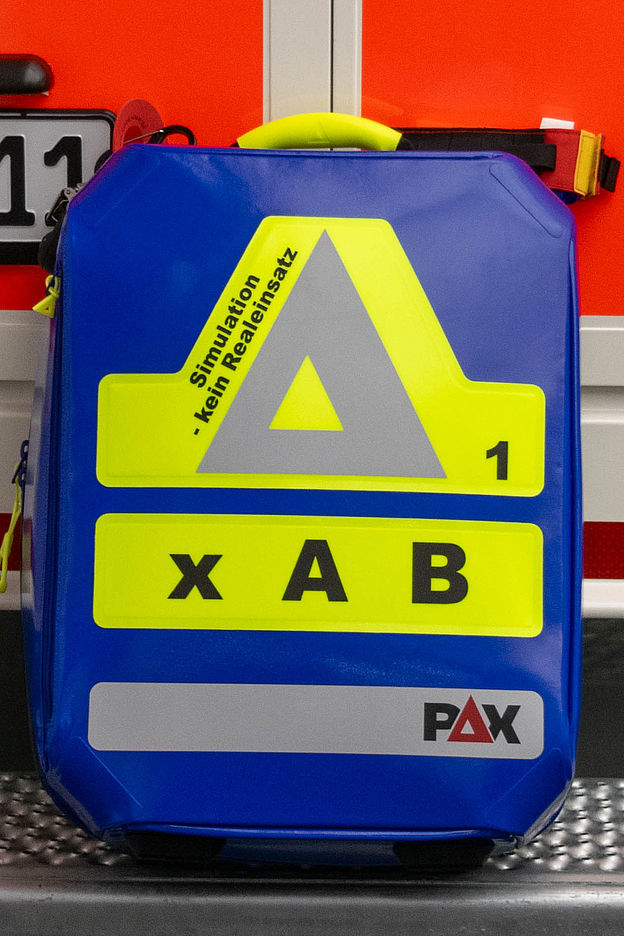 11
Simulation
- kein Realeinsatz
1
x A B
PAX